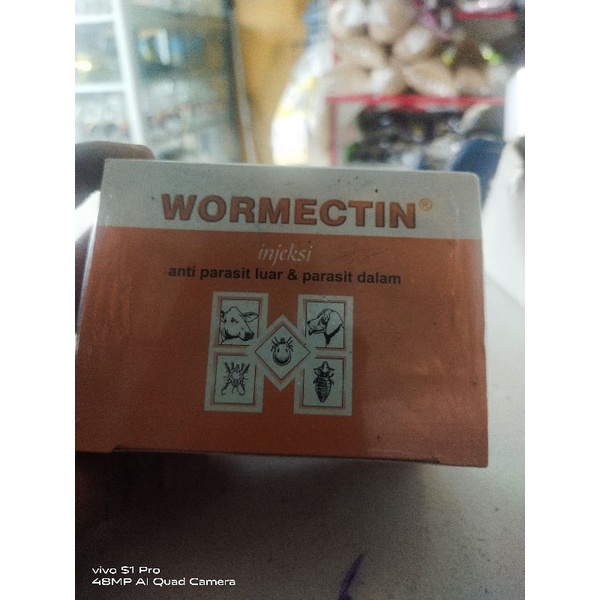 WORMECTIN®
injeksi
anti parasit luar & parasit dalam
vivo S1 Pro
48MP AI Quad Camera